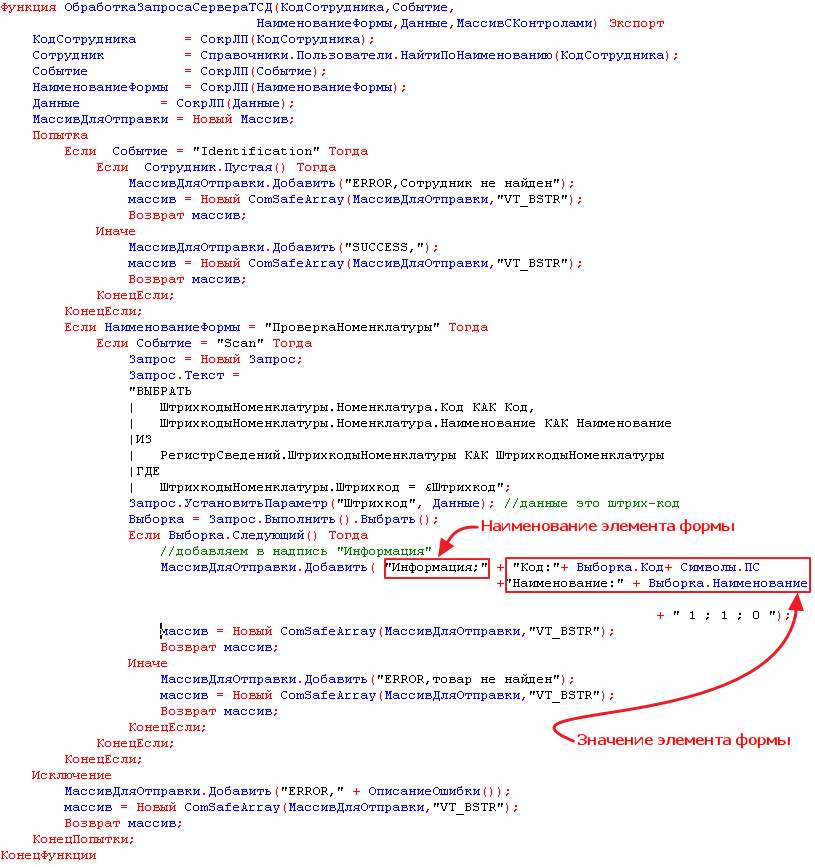 Функция ОбработкаЗапросаСервераТСД(КодСотрудника,Событие,
НаименованиеФормы,Данные,МассивСКонтролами) Экспорт
КодСотрудника = СокрЛП(КодСотрудника);
Сотрудник = Справочники.Пользователи.НайтиПоНаименованию(КодСотрудника);
Событие = СокрЛП(Событие);
НаименованиеФормы = СокрЛП(НаименованиеФормы);
Данные = СокрЛП(Данные);
МассивДляОтправки = Новый Массив;
Попытка
Если Событие = "Identification" Тогда
Если Сотрудник.Пустая() Тогда
МассивДляОтправки.Добавить("ERROR,Сотрудник не найден");
массив = Новый ComSafeArray(МассивДляОтправки,"VT_BSTR");
Возврат массив;
Иначе
МассивДляОтправки.Добавить("SUCCESS,");
массив = Новый ComSafeArray(МассивДляОтправки,"VT_BSTR");
Возврат массив;
КонецЕсли;
КонецЕсли;
Если НаименованиеФормы = "ПроверкаНоменклатуры" Тогда
Если Событие = "Scan" Тогда
Запрос = Новый Запрос;
Запрос.Текст =
"ВЫБРАТЬ
| ШтрихкодыНоменклатуры.Номенклатура.Код КАК Код,
| ШтрихкодыНоменклатуры.Номенклатура.Наименование КАК Наименование
|ИЗ
| РегистрСведений.ШтрихкодыНоменклатуры КАК ШтрихкодыНоменклатуры
|ГДЕ
| ШтрихкодыНоменклатуры.Штрихкод = &Штрихкод";
Запрос.УстановитьПараметр("Штрихкод", Данные); //данные это штрих-код
Выборка = Запрос.Выполнить().Выбрать();
Наименование элемента формы
Если Выборка.Следующий() Тогда
//добавляем в надпись "Информация"
МассивДляОтправки.Добавить( "Информация;" + "Код:"+ Выборка.Код+ Символы.ПС
+"Наименование:" + Выборка.Наименование
+ " 1 ; 1 ; 0 ");
массив = Новый ComSafeArray(МассивДляОтправки,"VT_BSTR");
Возврат массив;
Иначе
МассивДляОтправки.Добавить("ERROR,товар не найден");
массив = Новый ComSafeArray(МассивДляОтправки,"VT_BSTR");
Возврат массив;
КонецЕсли;
Значение элемента формы
КонецЕсли;
КонецЕсли;
Исключение
МассивДляОтправки.Добавить("ERROR," + ОписаниеОшибки());
массив = Новый ComSafeArray(МассивДляОтправки,"VT_BSTR");
Возврат массив;
КонецПопытки;
КонецФункции